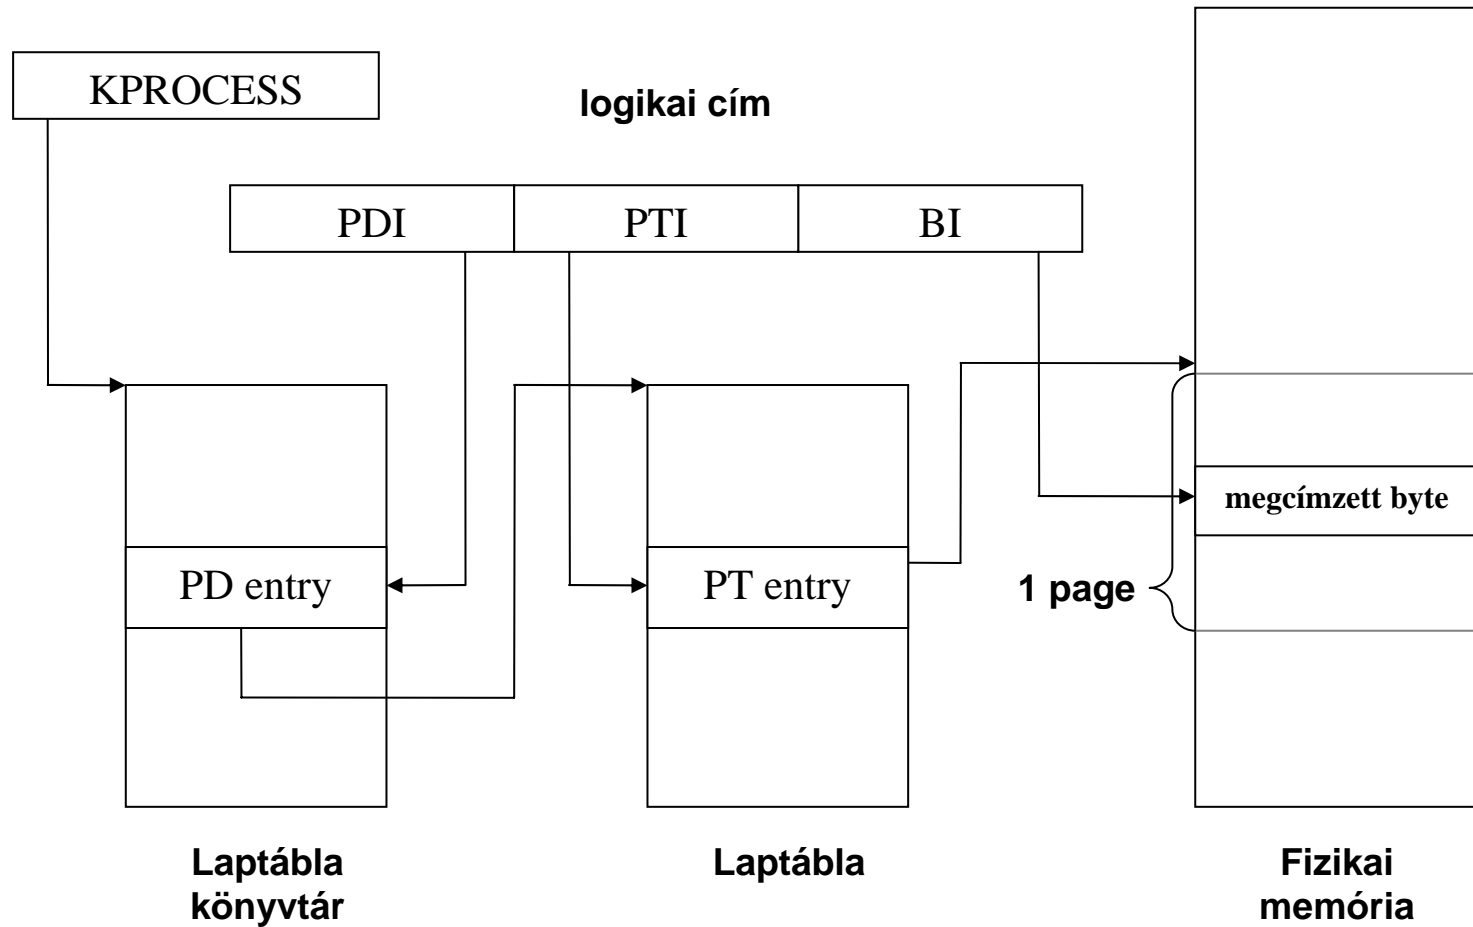 KPROCESS
logikai cím
PDI
PTI
BI
megcímzett byte
PD entry
PT entry
1 page
Laptábla
könyvtár
Laptábla
Fizikai
memória